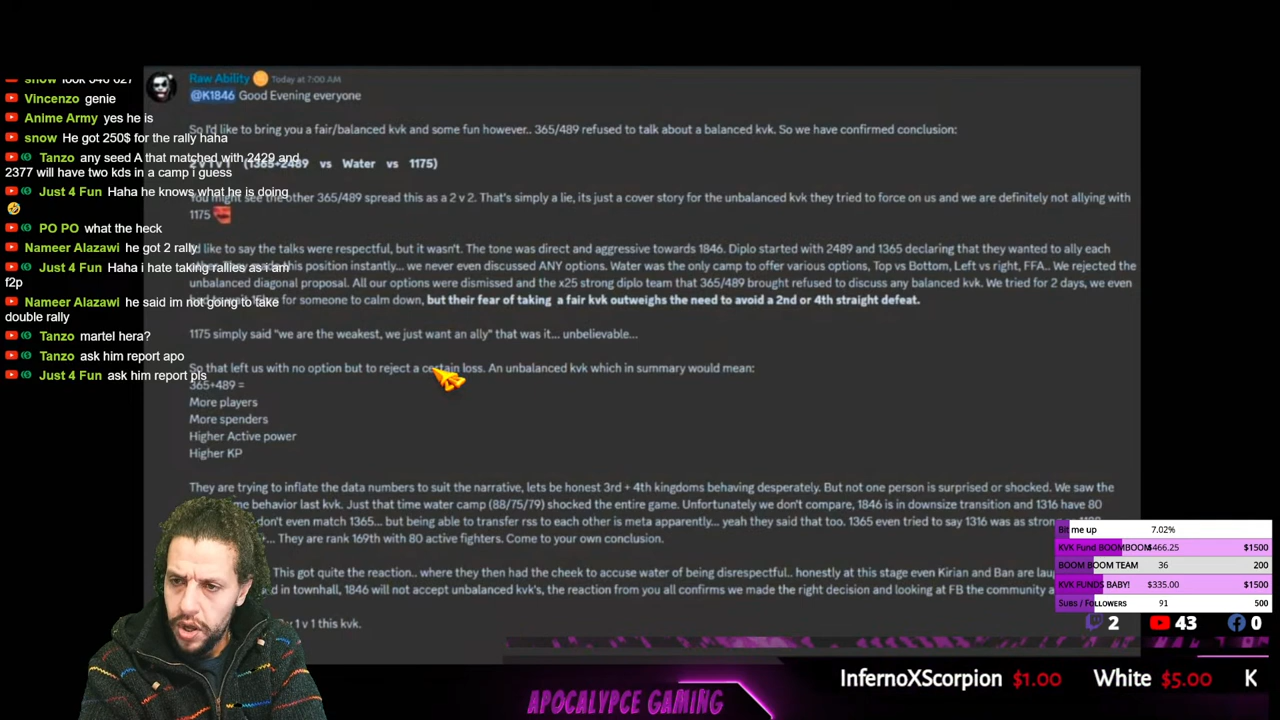 snow look 546 627
Vincenzo genie
Anime Army yes he is
snow He got 250$ for the rally haha
Tanzo any seed A that matched with 2429 and
2377 will have two kds in a camp i guess
Just 4 Fun Haha he knows what he is doing
🤣
PO PO what the heck
Nameer Alazawi he got 2 rally
Just 4 Fun Haha i hate taking rallies as i am
f2p
Nameer Alazawi he said im not going to take
double rally
Tanzo martel hera?
Tanzo ask him report apo
Just 4 Fun ask him report pls
Raw Ability Today at 7:00 AM
@K1846 Good Evening everyone
So I'd like to bring you a fair/balanced kvk and some fun however.. 365/489 refused to talk about a balanced kvk. So we have confirmed conclusion:
2 v 1 v 1 (1365+2489 vs Water vs 1175)
You might see the other 365/489 spread this as a 2 v 2. That's simply a lie, its just a cover story for the unbalanced kvk they tried to force on us and we are definitely not allying with
1175
I'd like to say the talks were respectful, but it wasn't. The tone was direct and aggressive towards 1846. Diplo started with 2489 and 1365 declaring that they wanted to ally each
this position instantly... we never even discussed ANY options. Water was the only camp to offer various options, Top vs Bottom, Left vs right, FFA.. We rejected the
unbalanced diagonal proposal. All our options were dismissed and the x25 strong diplo team that 365/489 brought refused to discuss any balanced kvk. We tried for 2 days, we even
for someone to calm down, but their fear of taking a fair kvk outweighs the need to avoid a 2nd or 4th straight defeat.
1175 simply said "we are the weakest, we just want an ally" that was it... unbelievable...
So that left us with no option but to reject a certain loss. An unbalanced kvk which in summary would mean:
365+489 =
More players
More spenders
Higher Active power
Higher KP
They are trying to inflate the data numbers to suit the narrative, lets be honest 3rd + 4th kingdoms behaving desperately. But not one person is surprised or shocked. We saw the
me behavior last kvk. Just that time water camp (88/75/79) shocked the entire game. Unfortunately we don't compare, 1846 is in downsize transition and 1316 have 80
don't even match 1365... but being able to transfer rss to each other is meta apparently... yeah they said that too. 1365 even tried to say 1316 was as strong
... They are rank 169th with 80 active fighters. Come to your own conclusion.
This got quite the reaction.. where they then had the cheek to accuse water of being disrespectful.. honestly at this stage even Kirian and Ban are
d in townhall, 1846 will not accept unbalanced kvk's, the reaction from you all confirms we made the right decision and looking at FB the community
v 1 v 1 this kvk.
Bit me up 7.02%
KVK Fund BOOMBOOM $466.25 $1500
BOOM BOOM TEAM 36 200
KVK FUNDS BABY! $335.00 $1500
Subs / Followers 91 500
2 43 0
InfernoXScorpion $1.00 White $5.00 K
APOCALYPCE GAMING